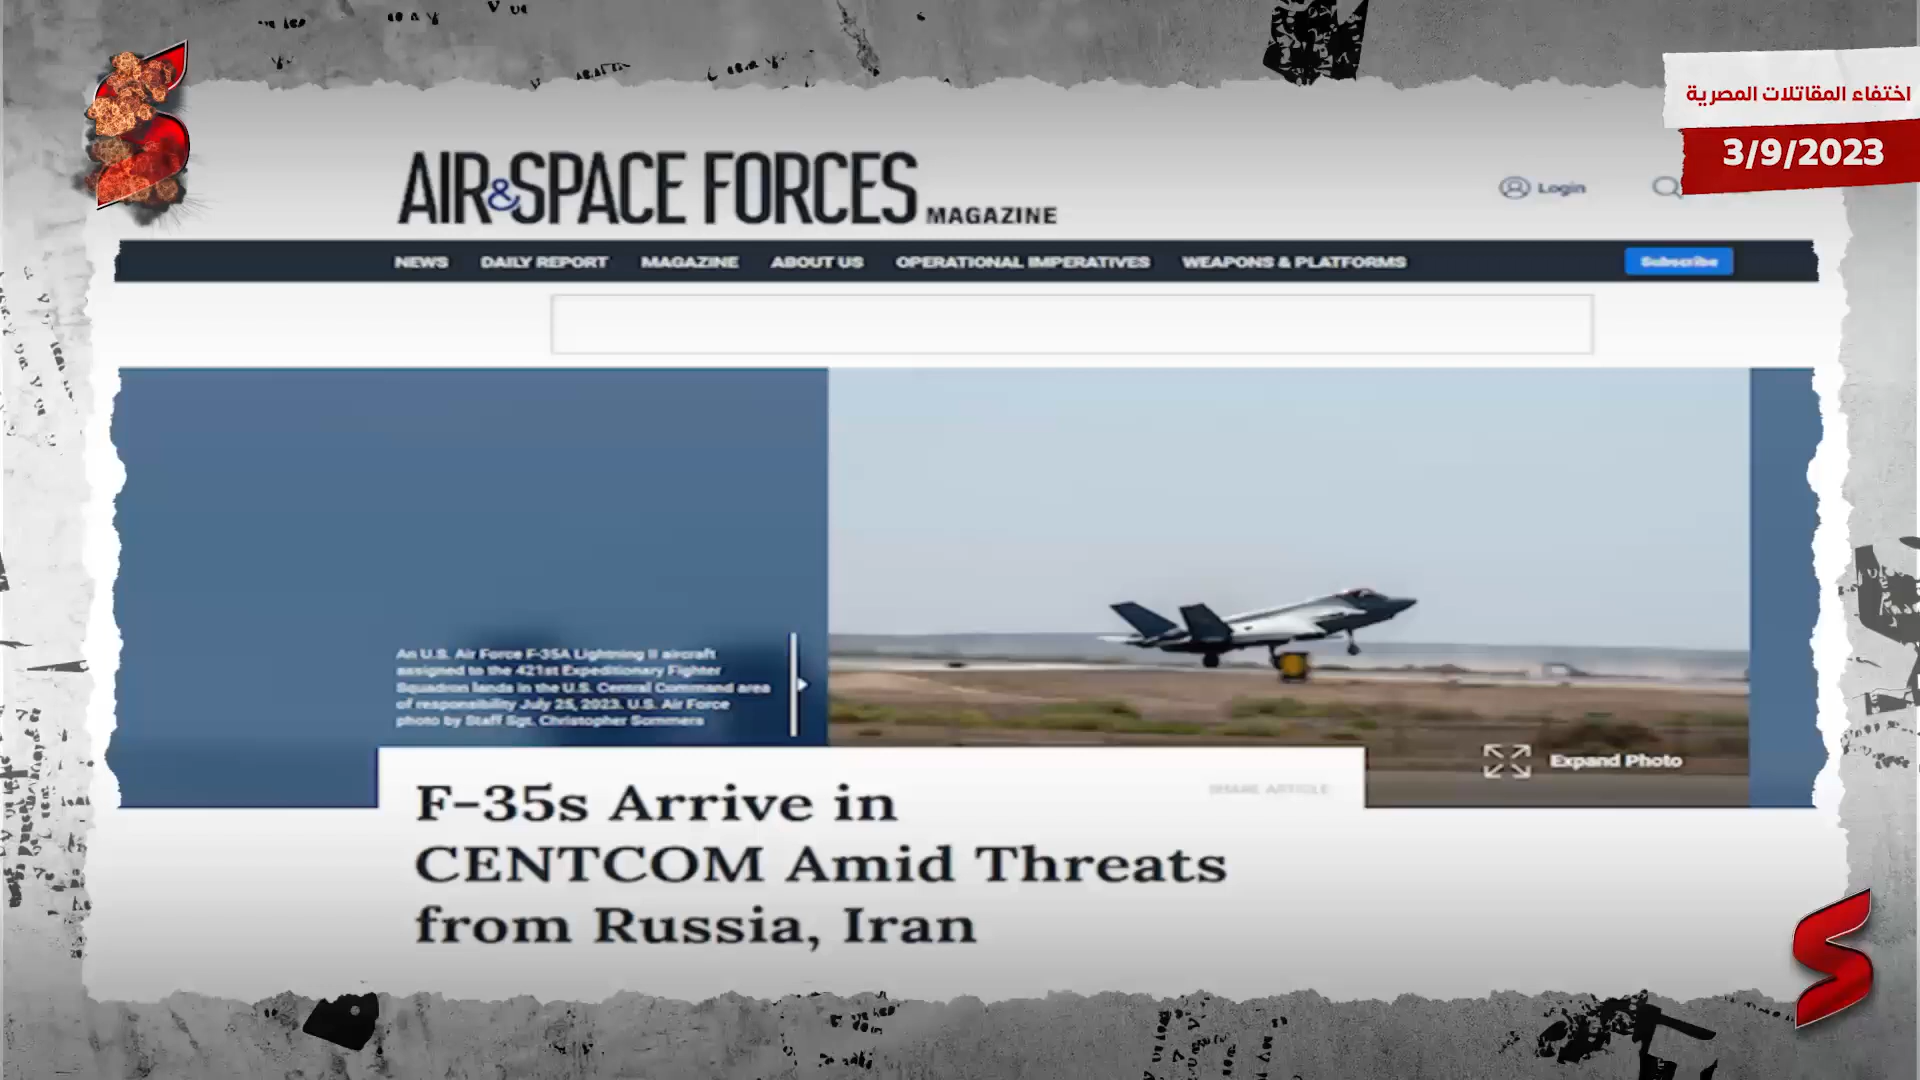 اختفاء المقاتلات المصرية
3/9/2023
AIR&SPACE FORCES MAGAZINE
Login
NEWS DAILY REPORT MAGAZINE ABOUT US OPERATIONAL IMPERATIVES WEAPONS & PLATFORMS Subscribe
An U.S. Air Force F-35A Lightning II aircraft
assigned to the 421st Expeditionary Fighter
Squadron lands in the U.S. Central Command area
of responsibility July 25, 2023. U.S. Air Force
photo by Staff Sgt. Christopher Sommers
Expand Photo
SHARE ARTICLE
F-35s Arrive in
CENTCOM Amid Threats
from Russia, Iran